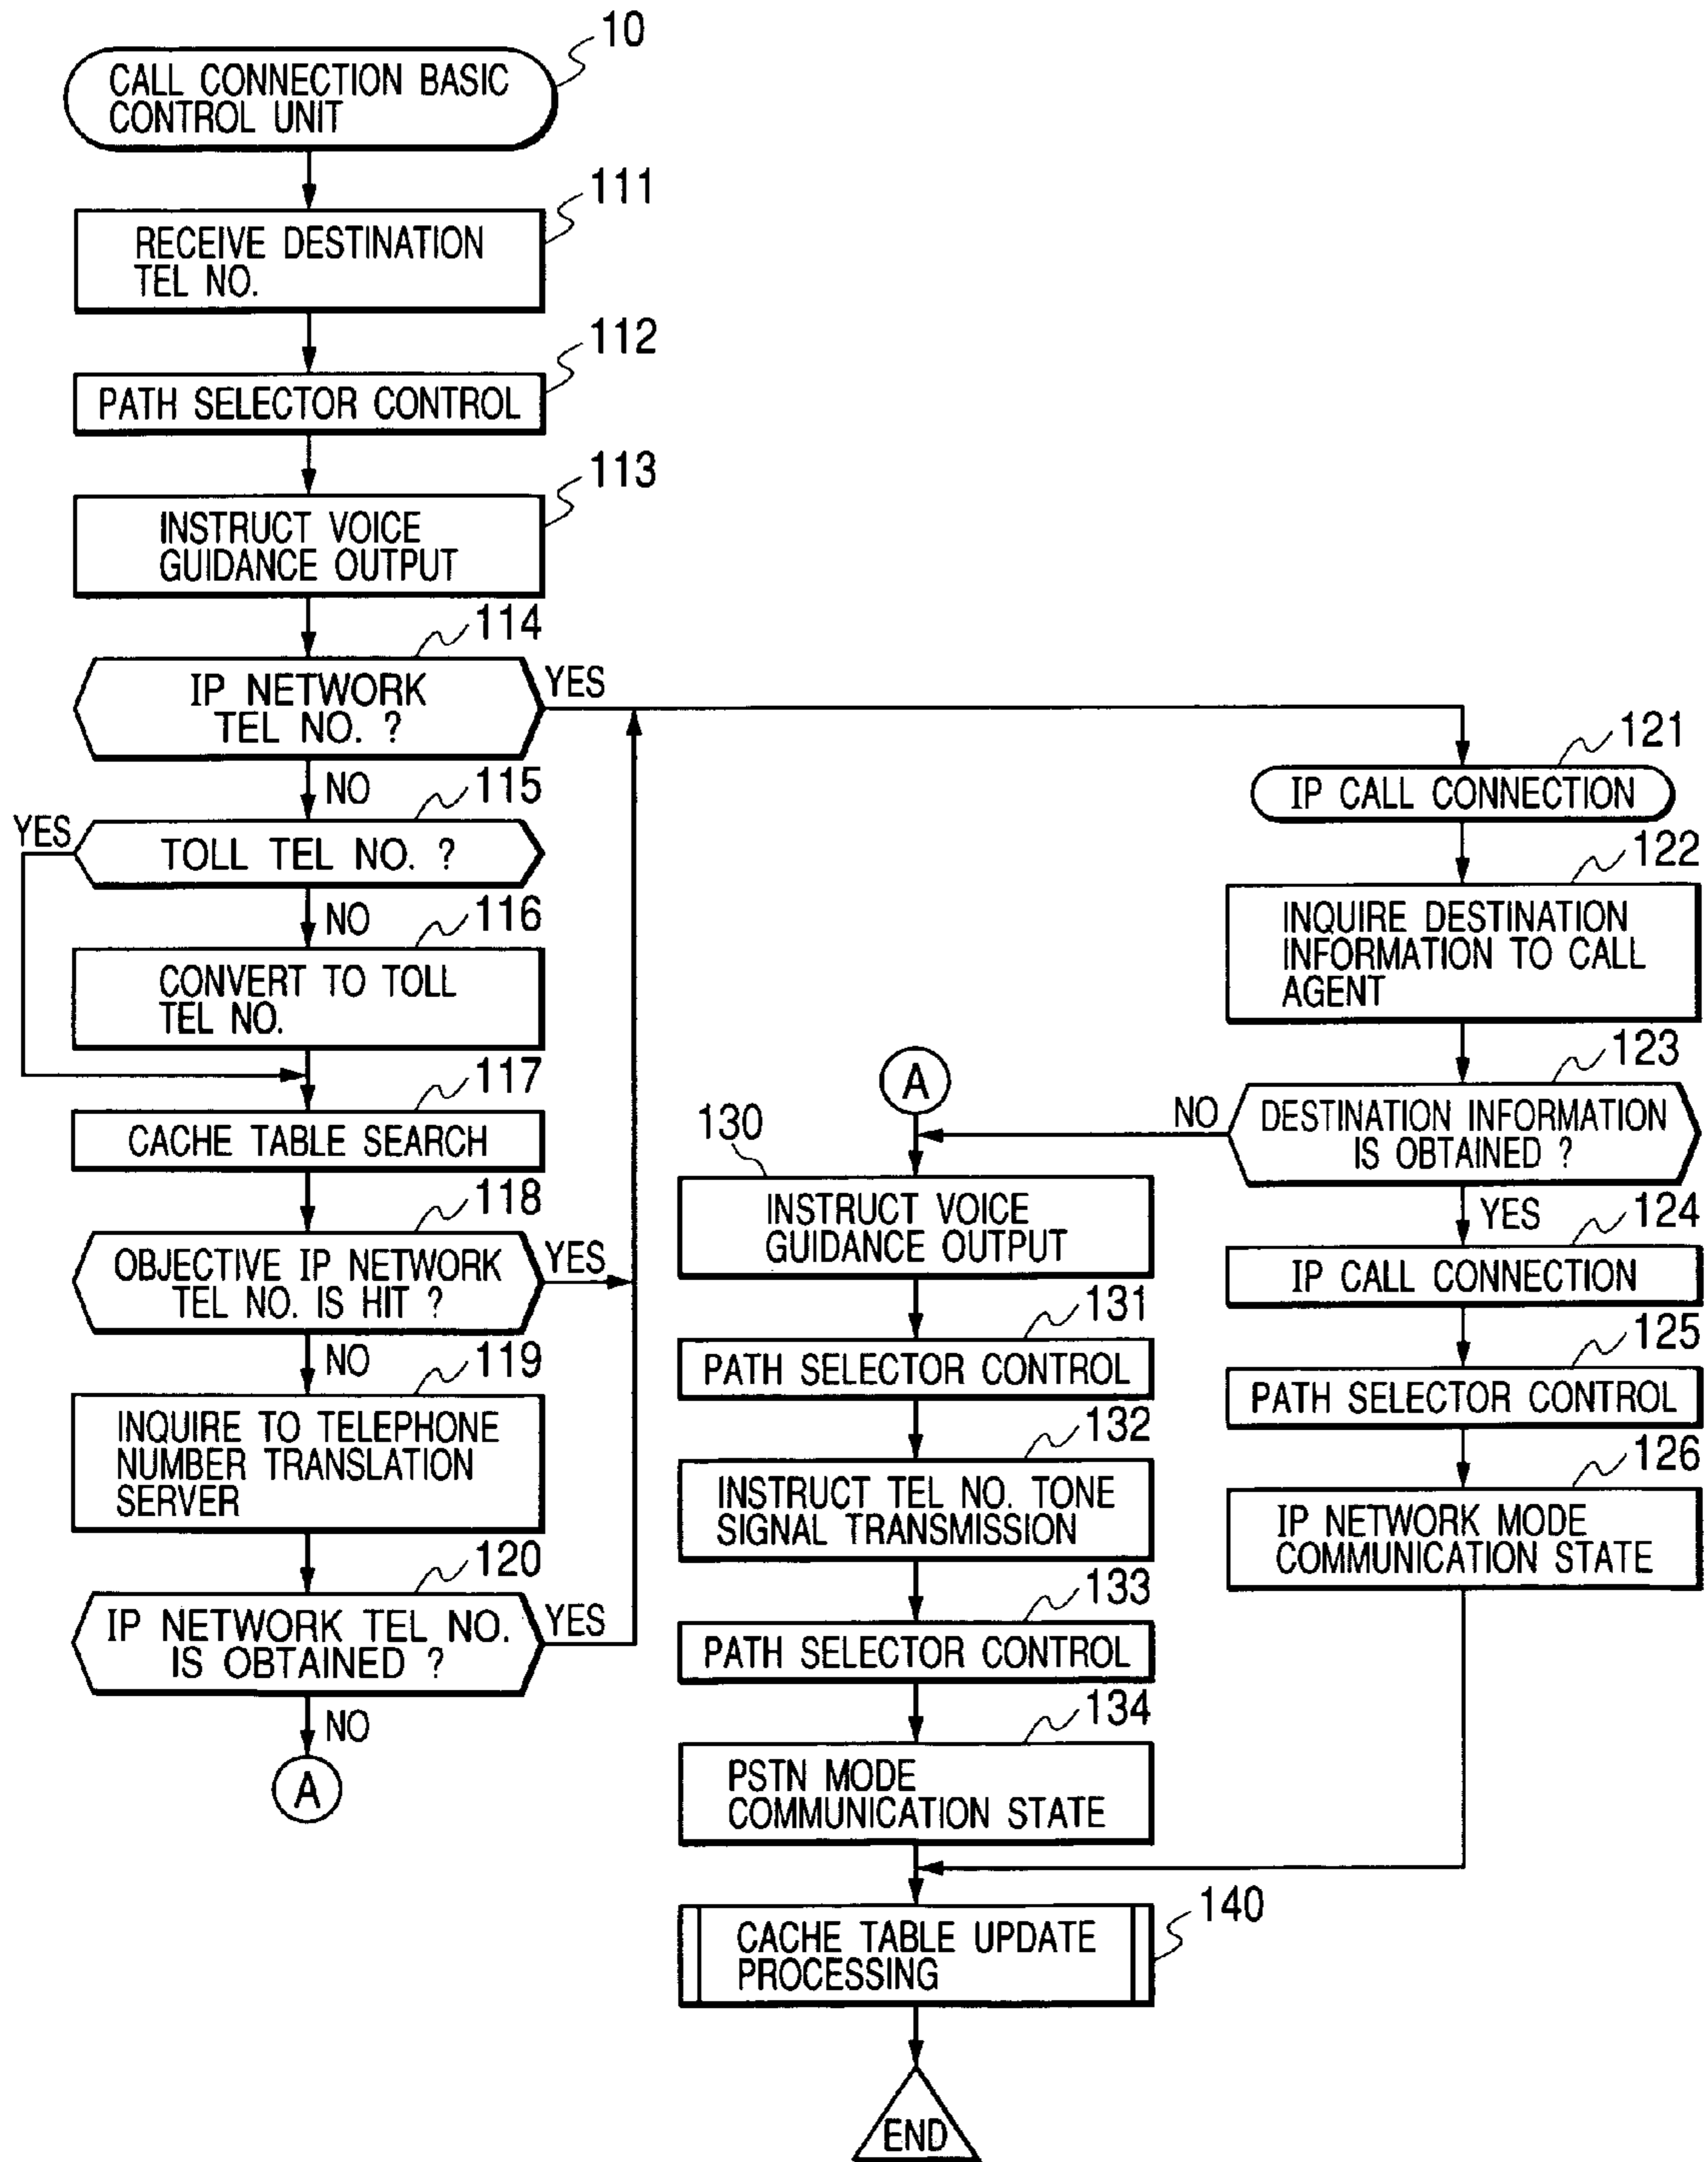 10
CALL CONNECTION BASIC
CONTROL UNIT
111
RECEIVE DESTINATION
TEL NO.
112
PATH SELECTOR CONTROL
113
INSTRUCT VOICE
GUIDANCE OUTPUT
114
IP NETWORK
TEL NO. ?
YES
NO
115
YES
TOLL TEL NO. ?
NO
116
CONVERT TO TOLL
TEL NO.
117
CACHE TABLE SEARCH
118
OBJECTIVE IP NETWORK
TEL NO. IS HIT ?
YES
NO
119
INQUIRE TO TELEPHONE
NUMBER TRANSLATION
SERVER
120
IP NETWORK TEL NO.
IS OBTAINED ?
YES
NO
A
121
IP CALL CONNECTION
122
INQUIRE DESTINATION
INFORMATION TO CALL
AGENT
123
DESTINATION INFORMATION
IS OBTAINED ?
NO
YES
124
IP CALL CONNECTION
125
PATH SELECTOR CONTROL
126
IP NETWORK MODE
COMMUNICATION STATE
A
130
INSTRUCT VOICE
GUIDANCE OUTPUT
131
PATH SELECTOR CONTROL
132
INSTRUCT TEL NO. TONE
SIGNAL TRANSMISSION
133
PATH SELECTOR CONTROL
134
PSTN MODE
COMMUNICATION STATE
140
CACHE TABLE UPDATE
PROCESSING
END